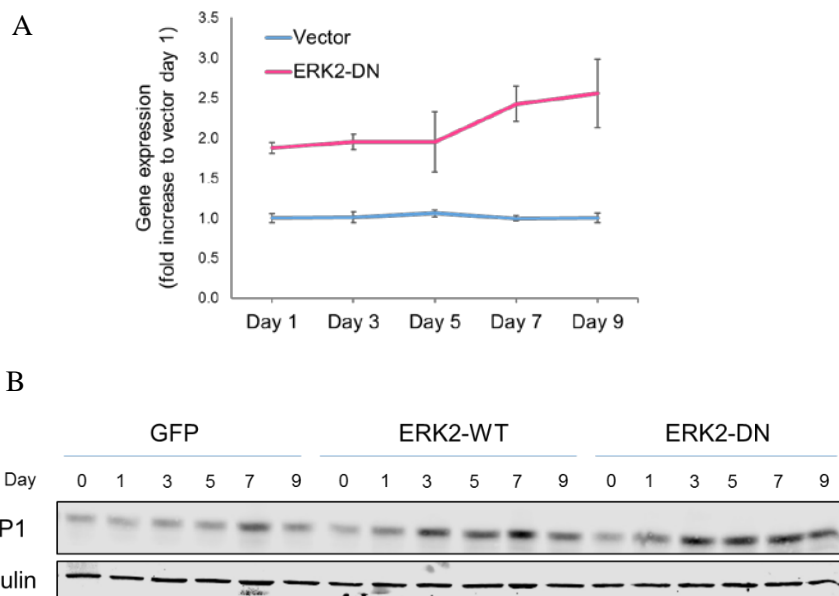 A
3.5
3.0
2.5
2.0
1.5
1.0
0.5
0.0
Gene expression
(fold increase to vector day 1)
Vector
ERK2-DN
Day 1 Day 3 Day 5 Day 7 Day 9
B
GFP ERK2-WT ERK2-DN
Day 0 1 3 5 7 9 0 1 3 5 7 9 0 1 3 5 7 9
P1
ulin